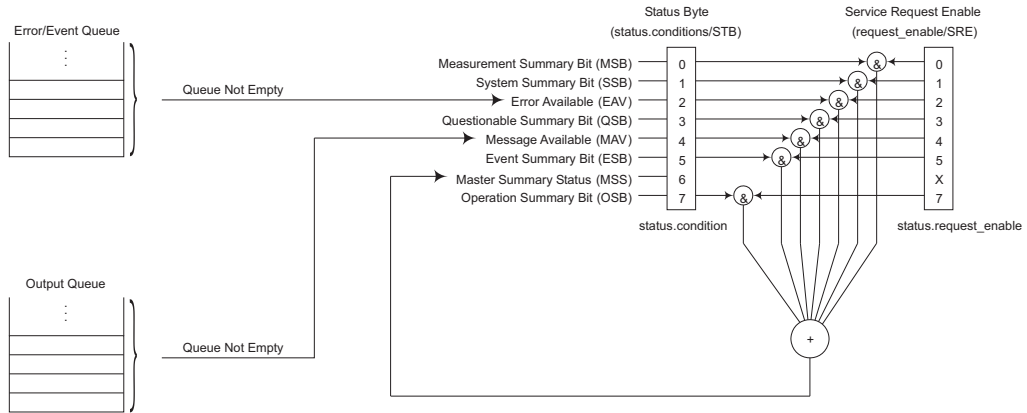 Error/Event Queue
Queue Not Empty
Output Queue
Queue Not Empty
Status Byte
(status.conditions/STB)
Service Request Enable
(request_enable/SRE)
Measurement Summary Bit (MSB)
System Summary Bit (SSB)
Error Available (EAV)
Questionable Summary Bit (QSB)
Message Available (MAV)
Event Summary Bit (ESB)
Master Summary Status (MSS)
Operation Summary Bit (OSB)
0
1
2
3
4
5
6
7
&
&
&
&
&
&
&
0
1
2
3
4
5
X
7
status.condition
status.request_enable
+